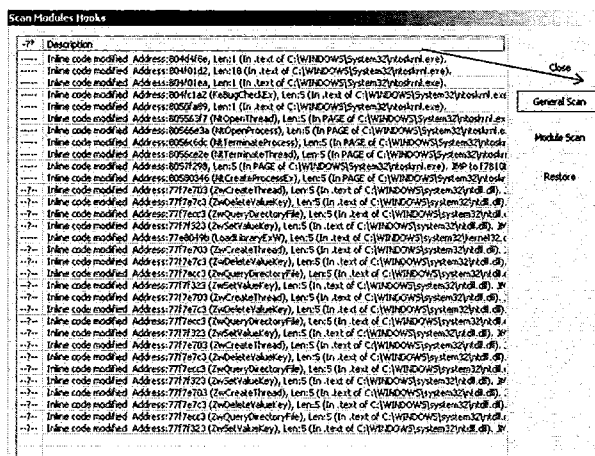 Scan Modules Hooks
-?* Description
----- Inline code modified Address:804d4f6e, Len:1 (In .text of C:\WINDOWS\System32\ntoskrnl.exe).
----- Inline code modified Address:804f01d2, Len:18 (In .text of C:\WINDOWS\System32\ntoskrnl.exe).
----- Inline code modified Address: Len:1 (In .text of C:\WINDOWS\System32\ntoskrnl.exe).
----- Inline code modified Address: Len:5 (In .text of C:\WINDOWS\System32\ntoskrnl.exe).
----- Inline code modified Len:1 (In .text of C:\WINDOWS\System32\ntoskrnl.exe).
----- Inline code modified (NtOpenThread), Len:5 (In PAGE of C:\WINDOWS\System32\ntoskrnl.e
----- Inline code modified Address:80566e3a (NtOpenProcess), Len:5 (In PAGE of C:\WINDOWS\System32\ntoskrnl.
----- Inline code modified Address:8056c6dc (NtTerminateProcess), Len:5 (In PAGE of C:\WINDOWS\System32\ntoskr
----- Inline code modified Address:8056ce2e (NtTerminateThread), Len:5 (In PAGE of C:\WINDOWS\System32\ntoskr
----- Inline code modified Address:8057f298, Len:5 (In PAGE of C:\WINDOWS\System32\ntoskrnl.exe). JMP to
----- Inline code modified Address:80590346 (NtCreateProcessEx), Len:5 (In PAGE of C:\WINDOWS\System32\ntoskr
--?-- Inline code modified Address:77f7e703 (ZwCreateThread), Len:5 (In .text of C:\WINDOWS\system32\ntdll.dll).
--?-- Inline code modified Address:77f7e7c3 (ZwDeleteValueKey), Len:5 (In .text of C:\WINDOWS\system32\ntdll.dll).
--?-- Inline code modified Address:77f7ecc3 (ZwQueryDirectoryFile), Len:5 (In .text of C:\WINDOWS\system32\ntdll.
--?-- Inline code modified Address:77f7f323 (ZwSetValueKey), Len:5 (In .text of C:\WINDOWS\system32\ntdll.dll).
--?-- Inline code modified (LoadLibraryExW), Len:5 (In .text of C:\WINDOWS\system32\kernel32.
--?-- Inline code modified Address:77f7e703 (ZwCreateThread), Len:5 (In .text of C:\WINDOWS\system32\ntdll.dll).
--?-- Inline code modified Address:77f7e7c3 (ZwDeleteValueKey), Len:5 (In .text of C:\WINDOWS\system32\ntdll.dll).
--?-- Inline code modified Address:77f7ecc3 (ZwQueryDirectoryFile), Len:5 (In .text of C:\WINDOWS\system32\ntdll.
--?-- Inline code modified Address:77f7f323 (ZwSetValueKey), Len:5 (In .text of C:\WINDOWS\system32\ntdll.dll).
--?-- Inline code modified Address:77f7e703 (ZwCreateThread), Len:5 (In .text of C:\WINDOWS\system32\ntdll.dll).
--?-- Inline code modified Address:77f7e7c3 (ZwDeleteValueKey), Len:5 (In .text of C:\WINDOWS\system32\ntdll.dll).
--?-- Inline code modified Address:77f7ecc3 (ZwQueryDirectoryFile), Len:5 (In .text of C:\WINDOWS\system32\ntdll.
--?-- Inline code modified Address:77f7f323 (ZwSetValueKey), Len:5 (In .text of C:\WINDOWS\system32\ntdll.dll).
--?-- Inline code modified Address:77f7e703 (ZwCreateThread), Len:5 (In .text of C:\WINDOWS\system32\ntdll.dll).
--?-- Inline code modified Address:77f7e7c3 (ZwDeleteValueKey), Len:5 (In .text of C:\WINDOWS\system32\ntdll.dll).
--?-- Inline code modified Address:77f7ecc3 (ZwQueryDirectoryFile), Len:5 (In .text of C:\WINDOWS\system32\ntdll.
--?-- Inline code modified Address:77f7f323 (ZwSetValueKey), Len:5 (In .text of C:\WINDOWS\system32\ntdll.dll).
Close
General Scan
Module Scan
Restore